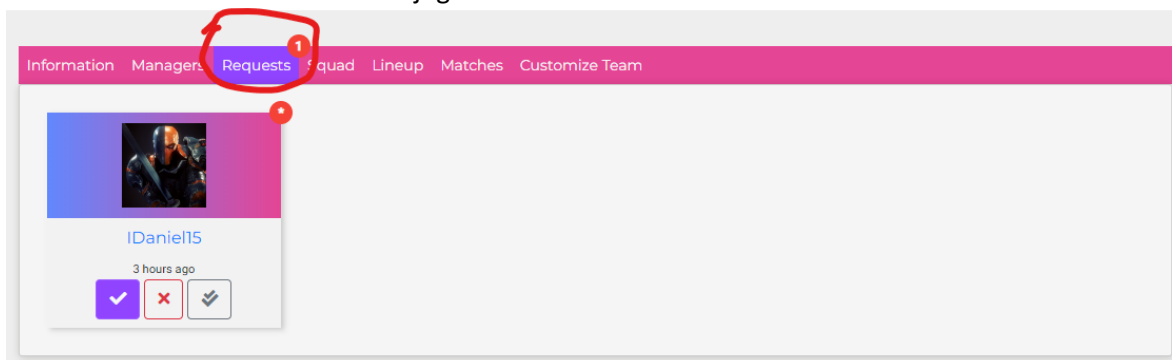 1
Information Managers Requests Squad Lineup Matches Customize Team
IDaniel15
3 hours ago